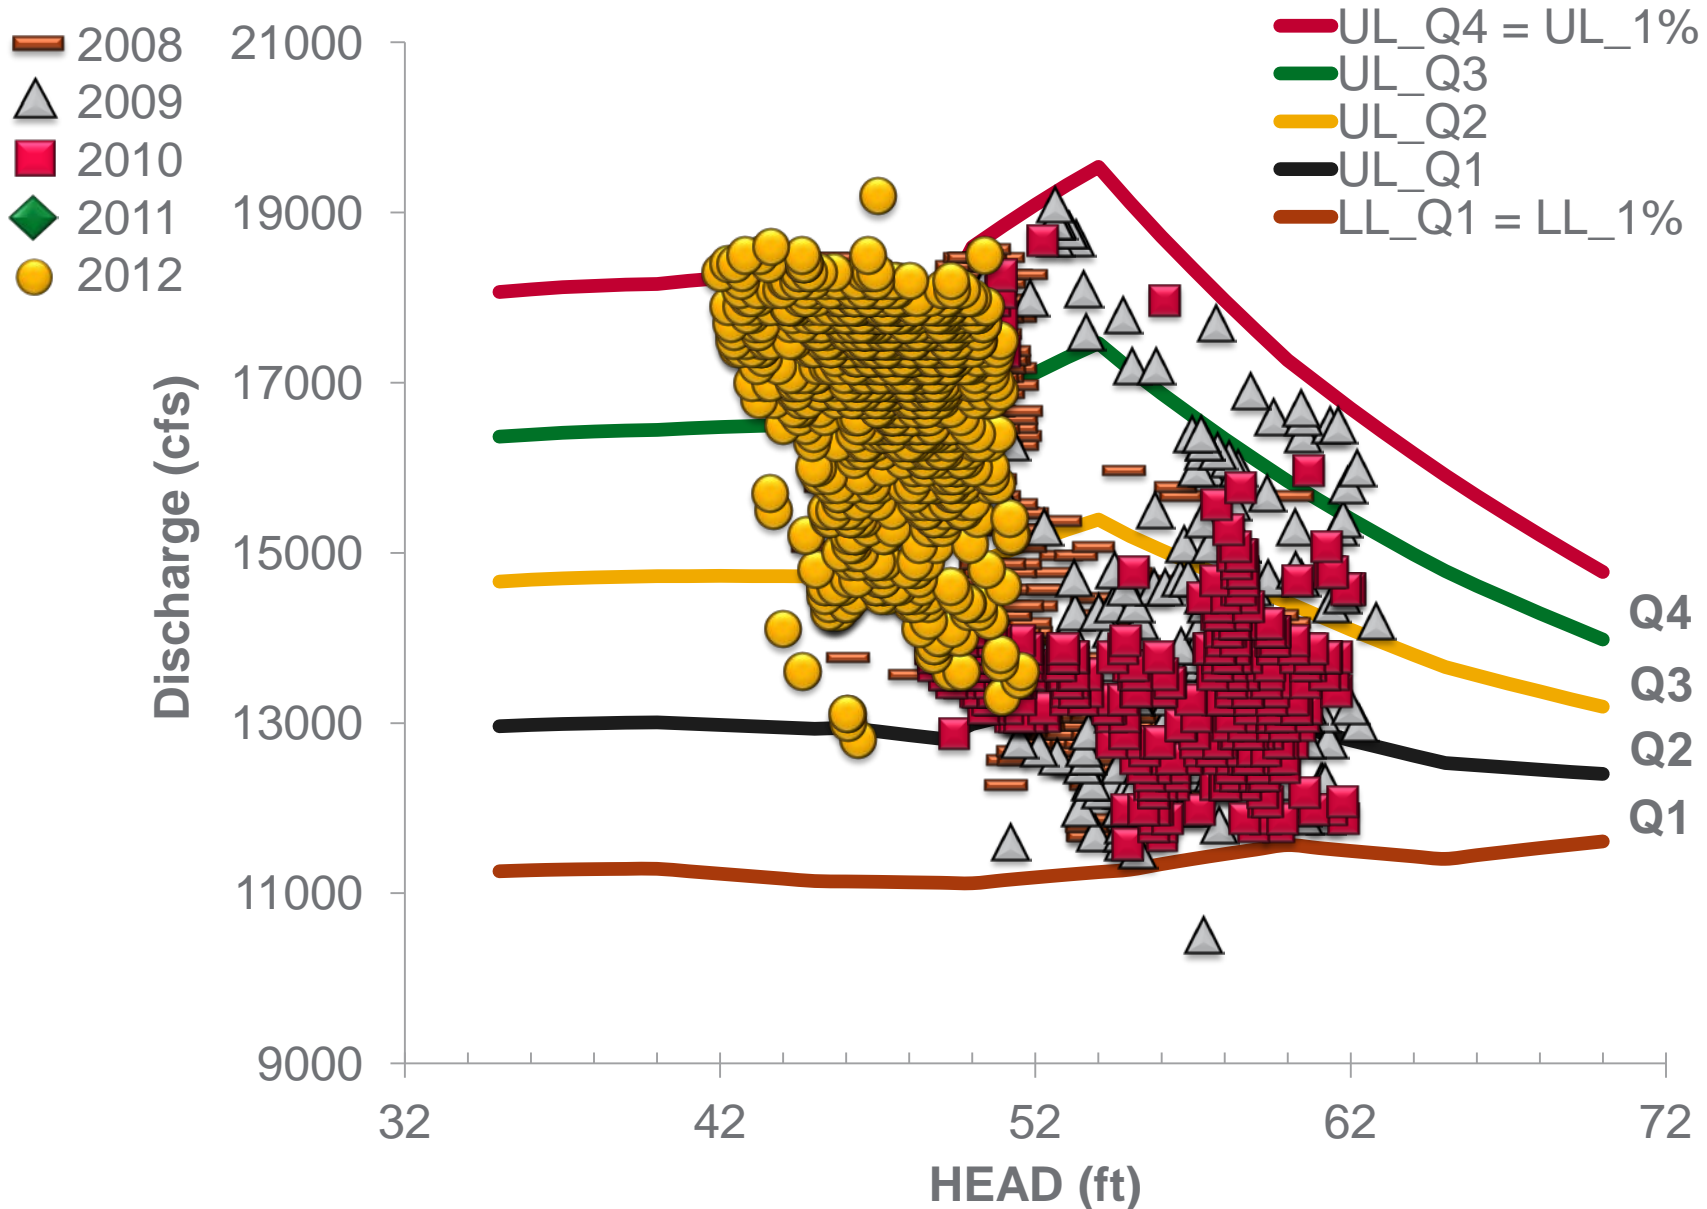 2008
2009
2010
2011
2012
UL_Q4 = UL_1%
UL_Q3
UL_Q2
UL_Q1
LL_Q1 = LL_1%
21000
19000
17000
15000
13000
11000
9000
Discharge (cfs)
Q4
Q3
Q2
Q1
32 42 52 62 72
HEAD (ft)